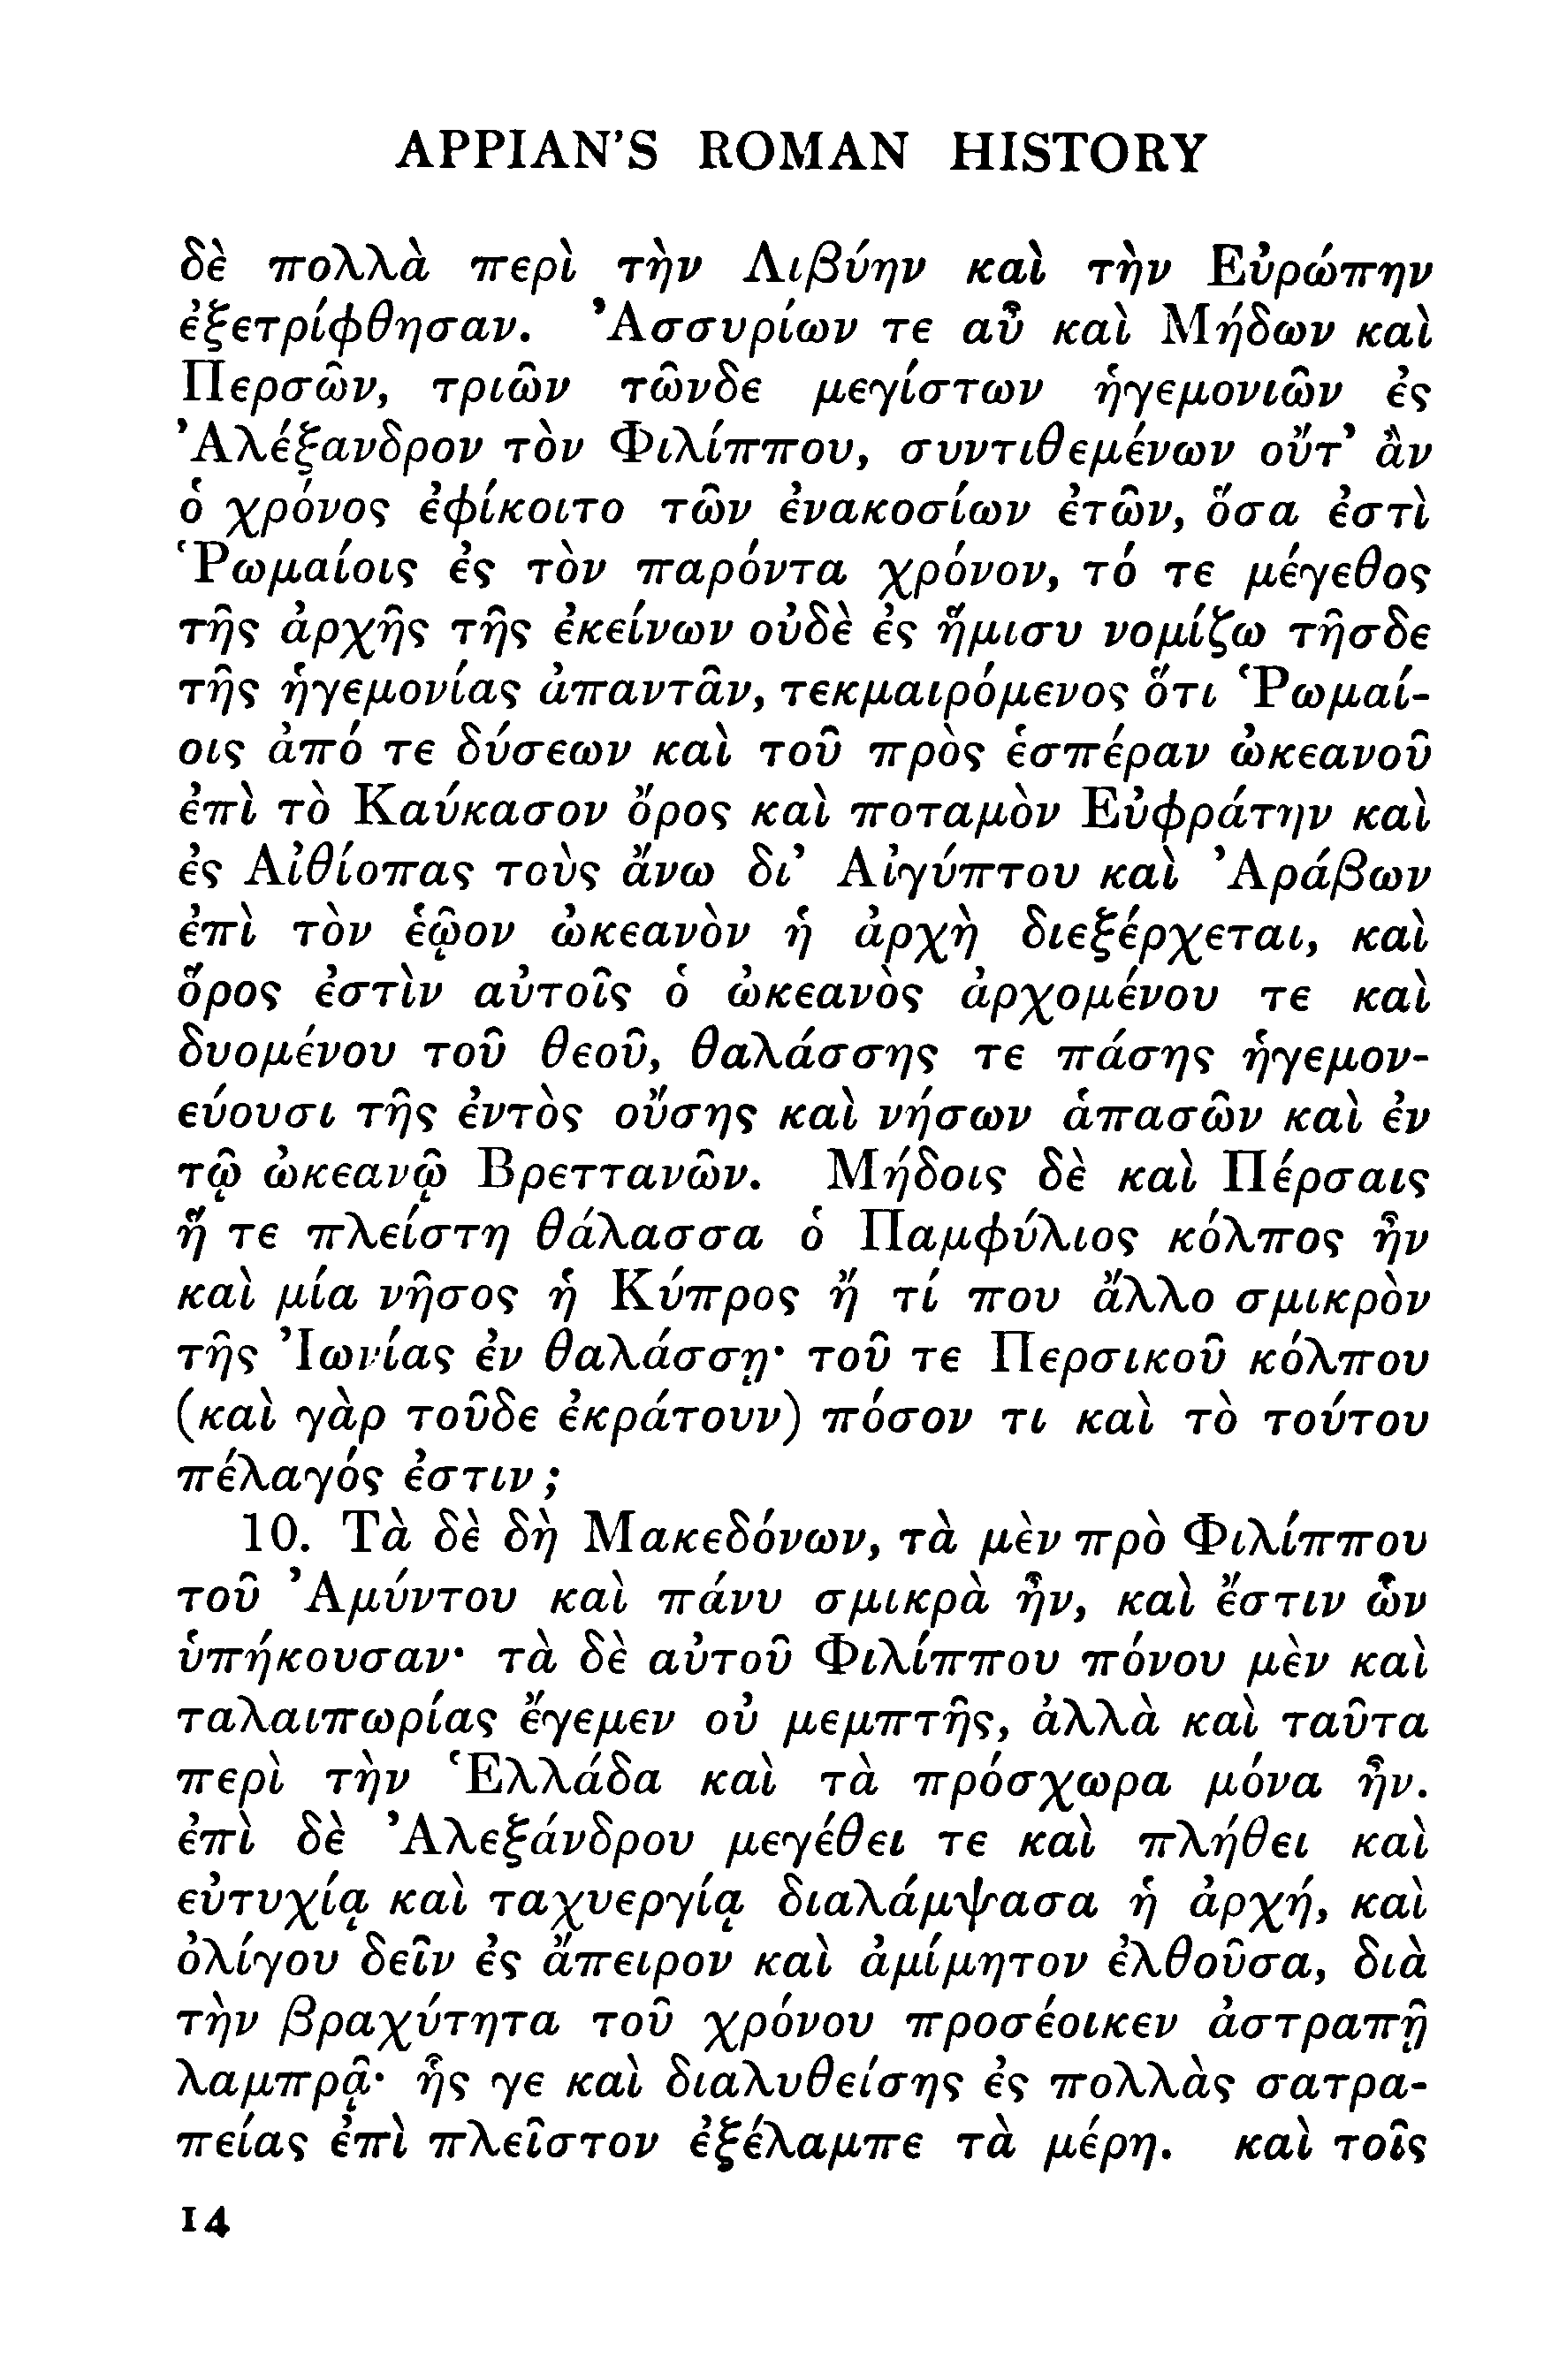 APPIAN'S ROMAN HISTORY
δὲ πολλὰ περὶ τὴν Λιβύην καὶ τὴν Εὐρώπην
ἐξετρίφθησαν. Ἀσσυρίων τε αὖ καὶ Μήδων καὶ
Περσῶν, τριῶν τῶνδε μεγίστων ἡγεμονιῶν ἐς
Ἀλέξανδρον τὸν Φιλίππου, συντιθεμένων οὔτ' ἂν
ὁ χρόνος ἐφίκοιτο τῶν ἐνακοσίων ἐτῶν, ὅσα ἐστὶ
Ῥωμαίοις ἐς τὸν παρόντα χρόνον, τό τε μέγεθος
τῆς ἀρχῆς τῆς ἐκείνων οὐδὲ ἐς ἥμισυ νομίζω τῆσδε
τῆς ἡγεμονίας ἀπαντᾶν, τεκμαιρόμενος ὅτι Ῥωμαί-
οις ἀπό τε δύσεων καὶ τοῦ πρὸς ἑσπέραν ὠκεανοῦ
ἐπὶ τὸ Καύκασον ὄρος καὶ ποταμὸν Εὐφράτην καὶ
ἐς Αἰθίοπας τοὺς ἄνω δι' Αἰγύπτου καὶ Ἀράβων
ἐπὶ τὸν ἑῷον ὠκεανὸν ἡ ἀρχὴ διεξέρχεται, καὶ
ὅρος ἐστὶν αὐτοῖς ὁ ὠκεανὸς ἀρχομένου τε καὶ
δυομένου τοῦ θεοῦ, θαλάσσης τε πάσης ἡγεμον-
εύουσι τῆς ἐντὸς οὔσης καὶ νήσων ἁπασῶν καὶ ἐν
τῷ ὠκεανῷ Βρεττανῶν. Μήδοις δὲ καὶ Πέρσαις
ἥ τε πλείστη θάλασσα ὁ Παμφύλιος κόλπος ἦν
καὶ μία νῆσος ἡ Κύπρος ἤ τί που ἄλλο σμικρὸν
τῆς Ἰωνίας ἐν θαλάσσῃ· τοῦ τε Περσικοῦ κόλπου
(καὶ γὰρ τοῦδε ἐκράτουν) πόσον τι καὶ τὸ τούτου
πέλαγός ἐστιν;
10. Τὰ δὲ δὴ Μακεδόνων, τὰ μὲν πρὸ Φιλίππου
τοῦ Ἀμύντου καὶ πάνυ σμικρὰ ἦν, καὶ ἔστιν ὧν
ὑπήκουσαν· τὰ δὲ αὐτοῦ Φιλίππου πόνου μὲν καὶ
ταλαιπωρίας ἔγεμεν οὐ μεμπτῆς, ἀλλὰ καὶ ταῦτα
περὶ τὴν Ἑλλάδα καὶ τὰ πρόσχωρα μόνα ἦν.
ἐπὶ δὲ Ἀλεξάνδρου μεγέθει τε καὶ πλήθει καὶ
εὐτυχίᾳ καὶ ταχυεργίᾳ διαλάμψασα ἡ ἀρχή, καὶ
ὀλίγου δεῖν ἐς ἄπειρον καὶ ἀμίμητον ἐλθοῦσα, διὰ
τὴν βραχύτητα τοῦ χρόνου προσέοικεν ἀστραπῇ
λαμπρᾷ· ἧς γε καὶ διαλυθείσης ἐς πολλὰς σατρα-
πείας ἐπὶ πλεῖστον ἐξέλαμπε τὰ μέρη. καὶ τοῖς
14